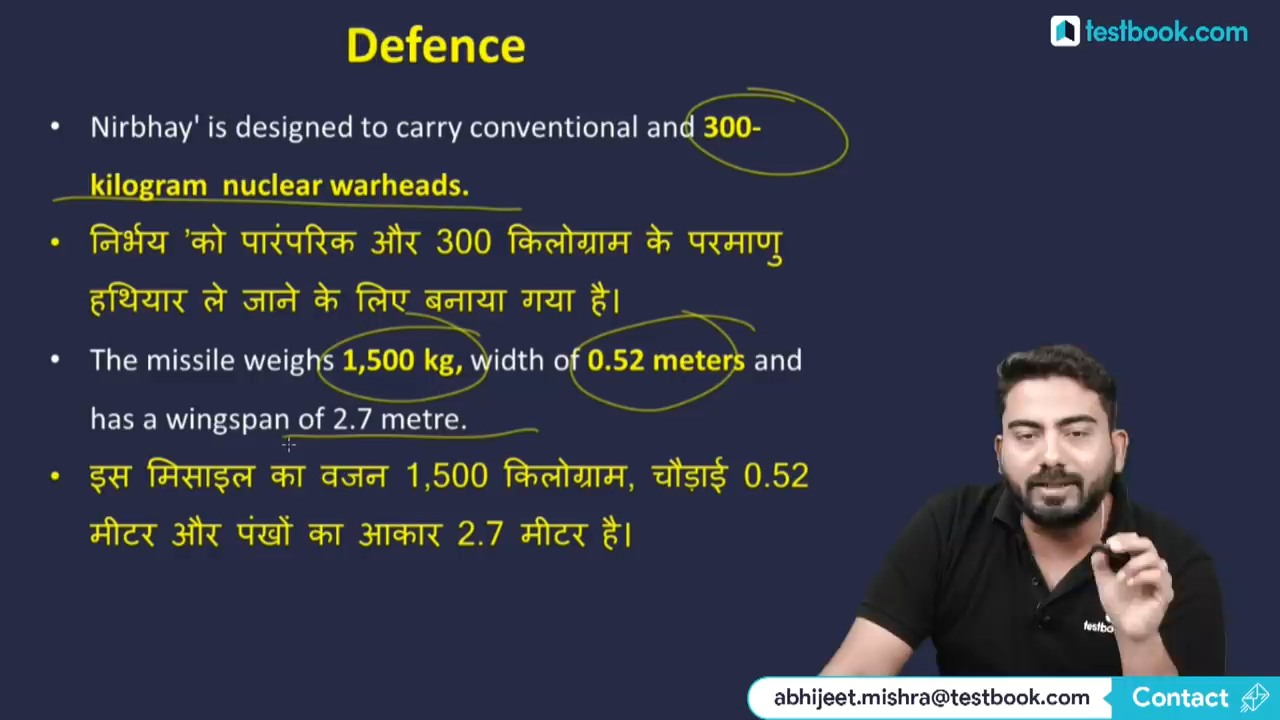 Defence
testbook.com
• Nirbhay' is designed to carry conventional and 300-
kilogram nuclear warheads.
• निर्भय ’को पारंपरिक और 300 किलोग्राम के परमाणु
हथियार ले जाने के लिए बनाया गया है।
• The missile weighs 1,500 kg, width of 0.52 meters and
has a wingspan of 2.7 metre.
• इस मिसाइल का वजन 1,500 किलोग्राम, चौड़ाई 0.52
मीटर और पंखों का आकार 2.7 मीटर है।
testbo
abhijeet.mishra@testbook.com
Contact